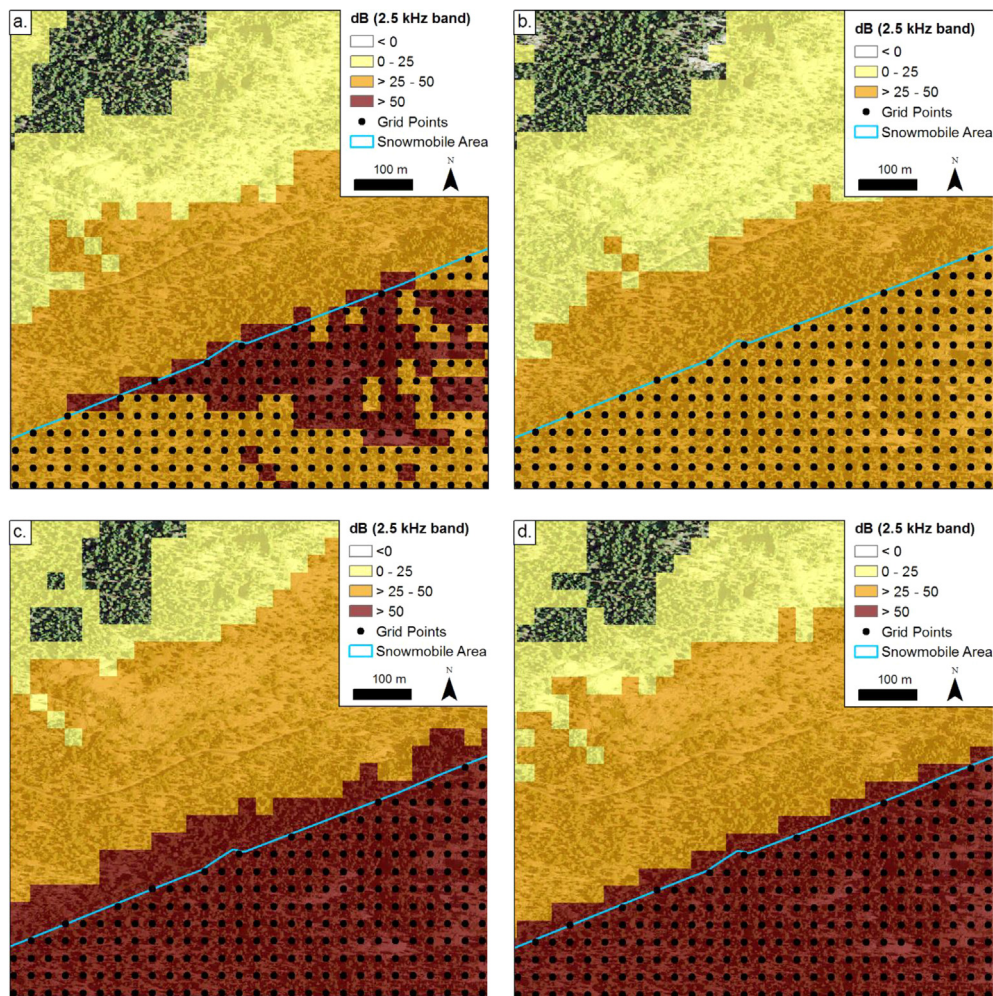 a.
dB (2.5 kHz band)
< 0
0 - 25
> 25 - 50
> 50
Grid Points
Snowmobile Area
100 m
N
b.
dB (2.5 kHz band)
< 0
0 - 25
> 25 - 50
Grid Points
Snowmobile Area
100 m
N
c.
dB (2.5 kHz band)
<0
0 - 25
> 25 - 50
> 50
Grid Points
Snowmobile Area
100 m
N
d.
dB (2.5 kHz band)
< 0
0 - 25
> 25 - 50
> 50
Grid Points
Snowmobile Area
100 m
N